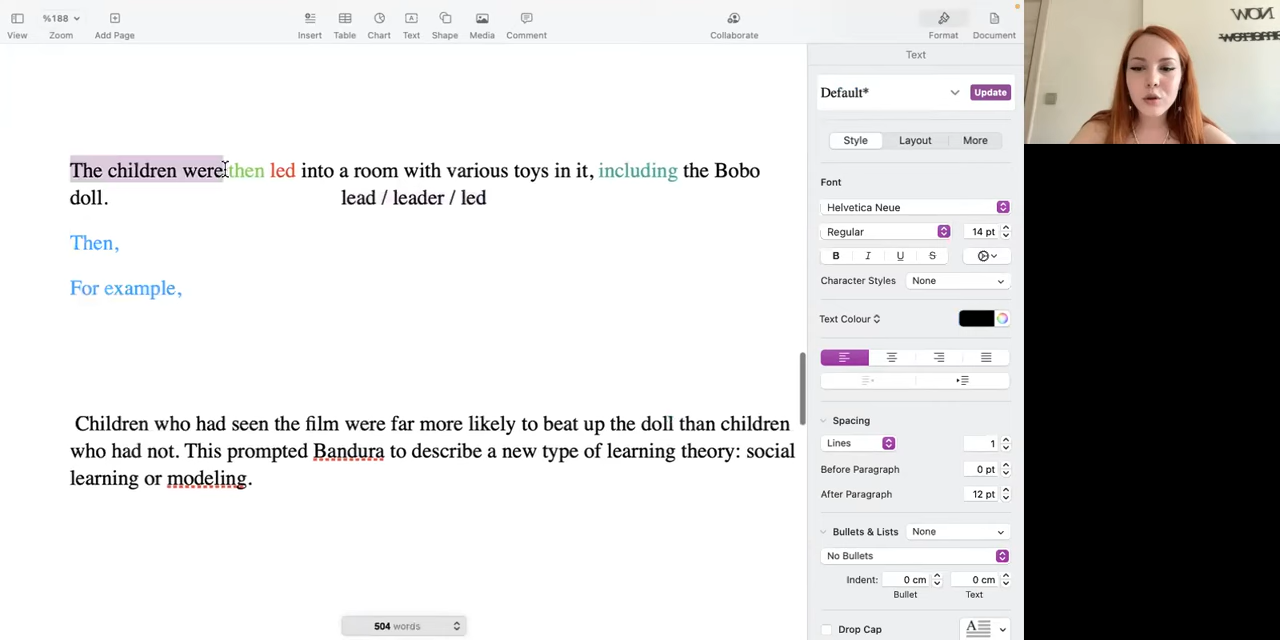 %188
View
Zoom
Add Page
Insert
Table
Chart
Text
Shape
Media
Comment
Collaborate
Format
Document
Text
Default*
Update
Style
Layout
More
Font
Helvetica Neue
Regular
14 pt
B I U S
Character Styles
None
Text Colour
Spacing
Lines
1
Before Paragraph
0 pt
After Paragraph
12 pt
Bullets & Lists
None
No Bullets
Indent:
0 cm
0 cm
Bullet
Text
Drop Cap
The children were then led into a room with various toys in it, including the Bobo
doll.
lead / leader / led
Then,
For example,
Children who had seen the film were far more likely to beat up the doll than children
who had not. This prompted Bandura to describe a new type of learning theory: social
learning or modeling.
504 words